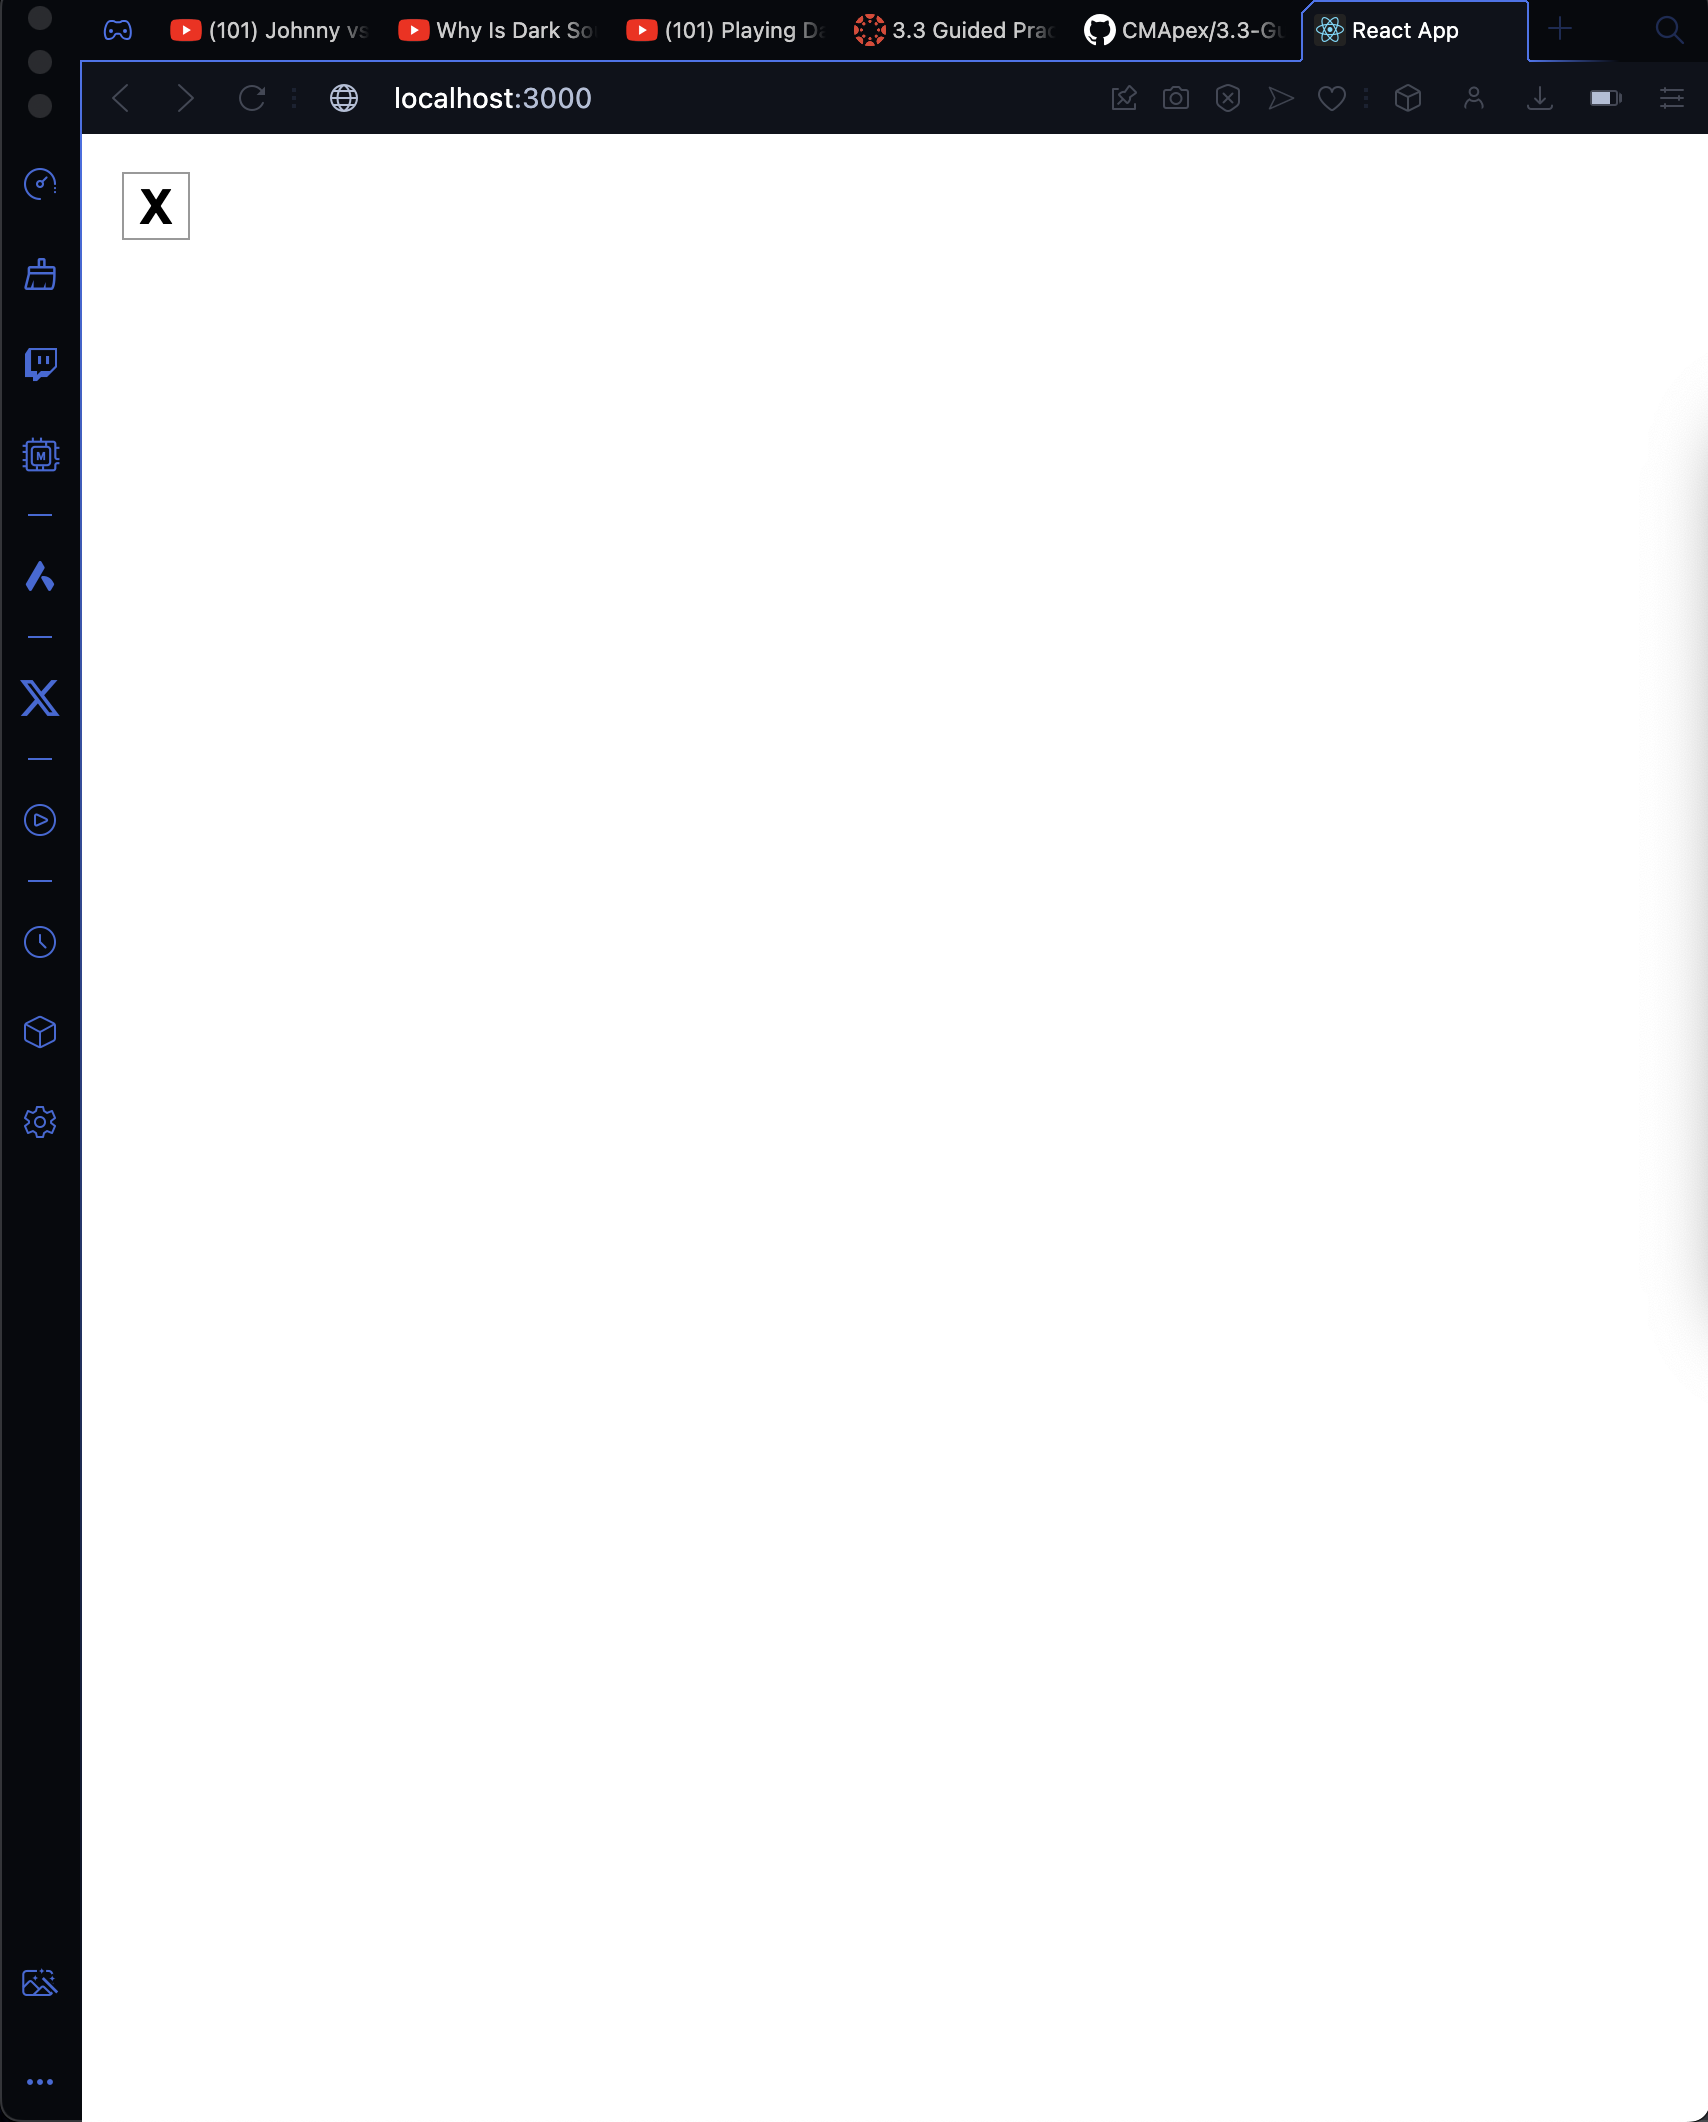 (101) Johnny vs
Why Is Dark So
(101) Playing Da
3.3 Guided Prac
CMApex/3.3-Gu
React App
localhost:3000
X
M